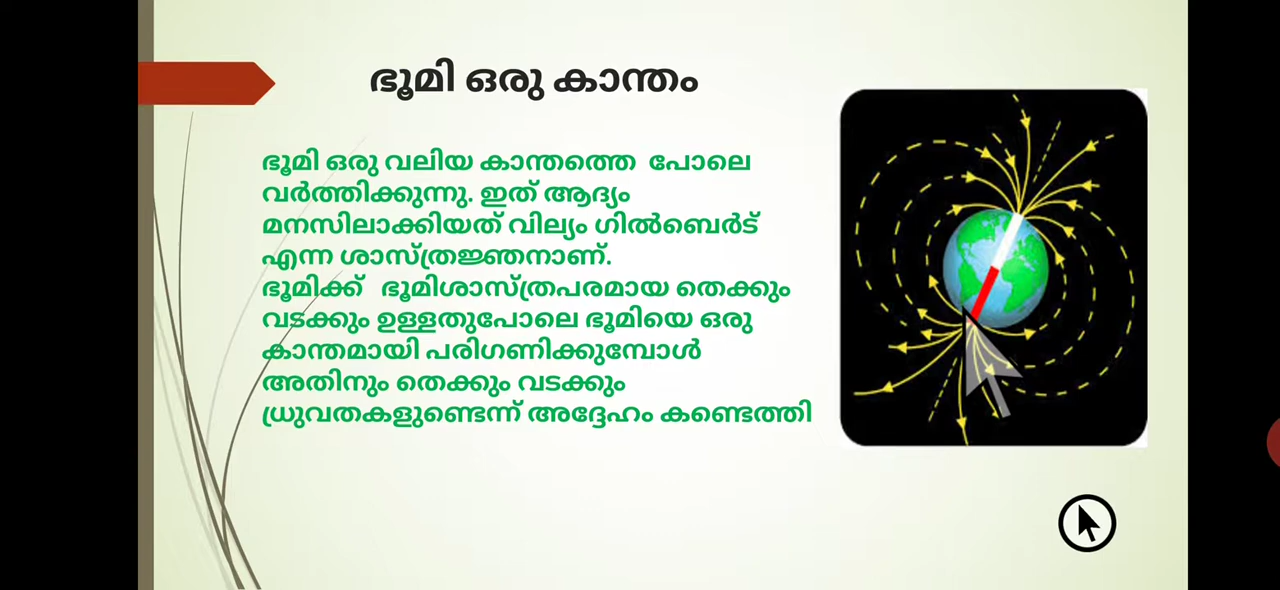 ഭൂമി ഒരു കാന്തം
ഭൂമി ഒരു വലിയ കാന്തത്തെ പോലെ
വർത്തിക്കുന്നു. ഇത് ആദ്യം
മനസിലാക്കിയത് വില്യം ഗിൽബെർട്
എന്ന ശാസ്ത്രജ്ഞനാണ്.
ഭൂമിക്ക് ഭൂമിശാസ്ത്രപരമായ തെക്കും
വടക്കും ഉള്ളതുപോലെ ഭൂമിയെ ഒരു
കാന്തമായി പരിഗണിക്കുമ്പോൾ
അതിനും തെക്കും വടക്കും
ധ്രുവതകളുണ്ടെന്ന് അദ്ദേഹം കണ്ടെത്തി